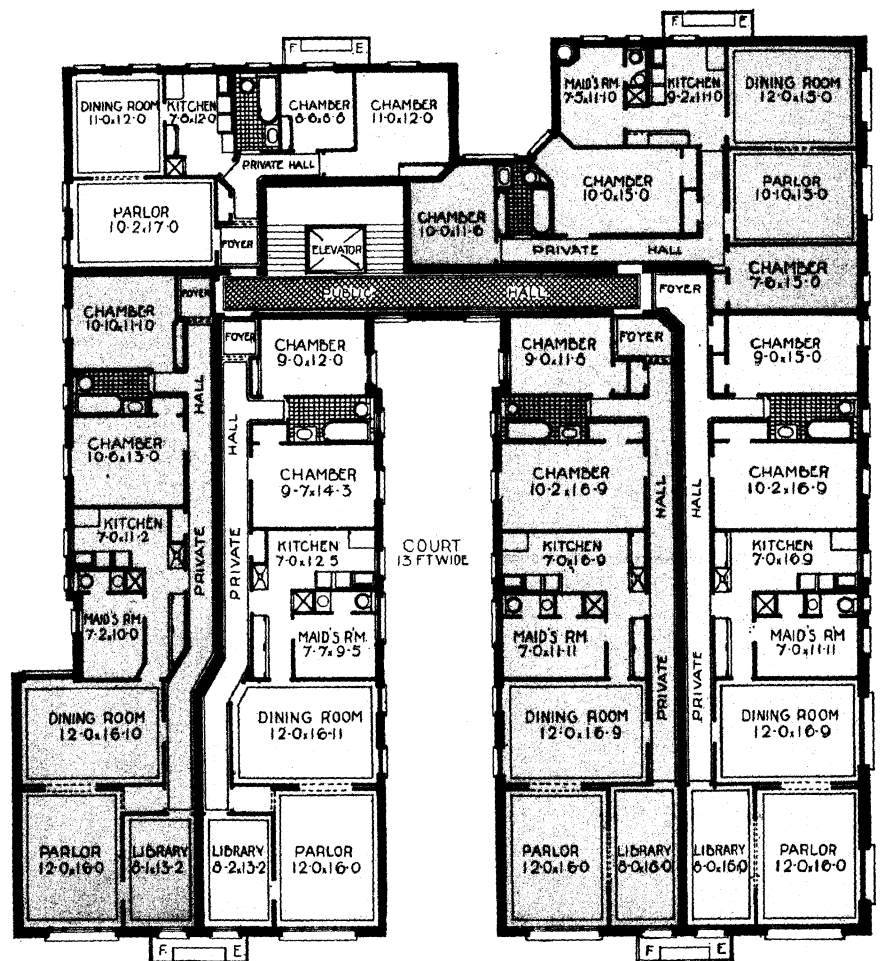 F E
F E
DINING ROOM
11-0x12-0
KITCHEN
7-8x12-0
CHAMBER
8-6x8-8
CHAMBER
11-0x12-0
PRIVATE HALL
PARLOR
10-2x17-0
FOYER
ELEVATOR
MAID'S RM
7-5x11-10
KITCHEN
9-2x11-0
DINING ROOM
12-0x15-0
CHAMBER
10-0x15-0
PARLOR
10-10x15-0
CHAMBER
10-0x11-6
PRIVATE HALL
CHAMBER
7-6x15-0
FOYER
PUBLIC HALL
FOYER
CHAMBER
10-10x11-10
FOYER
CHAMBER
9-0x12-0
CHAMBER
9-0x11-8
FOYER
CHAMBER
9-0x15-0
PRIVATE HALL
PRIVATE HALL
CHAMBER
10-6x13-0
CHAMBER
9-7x14-3
CHAMBER
10-2x16-9
CHAMBER
10-2x16-9
PRIVATE HALL
PRIVATE HALL
KITCHEN
7-0x11-2
KITCHEN
7-0x12-5
COURT
13 FT WIDE
KITCHEN
7-0x16-9
KITCHEN
7-0x16-9
MAID'S RM
7-2x10-0
MAID'S R'M.
7-7x9-5
MAID'S RM
7-0x11-11
MAID'S RM
7-0x11-11
DINING ROOM
12-0x16-10
DINING ROOM
12-0x16-11
DINING ROOM
12-0x16-9
DINING ROOM
12-0x16-9
PARLOR
12-0x16-0
LIBRARY
8-1x13-2
LIBRARY
8-2x13-2
PARLOR
12-0x16-0
PARLOR
12-0x16-0
LIBRARY
8-0x16-0
LIBRARY
8-0x16-0
PARLOR
12-0x16-0
F E
F E